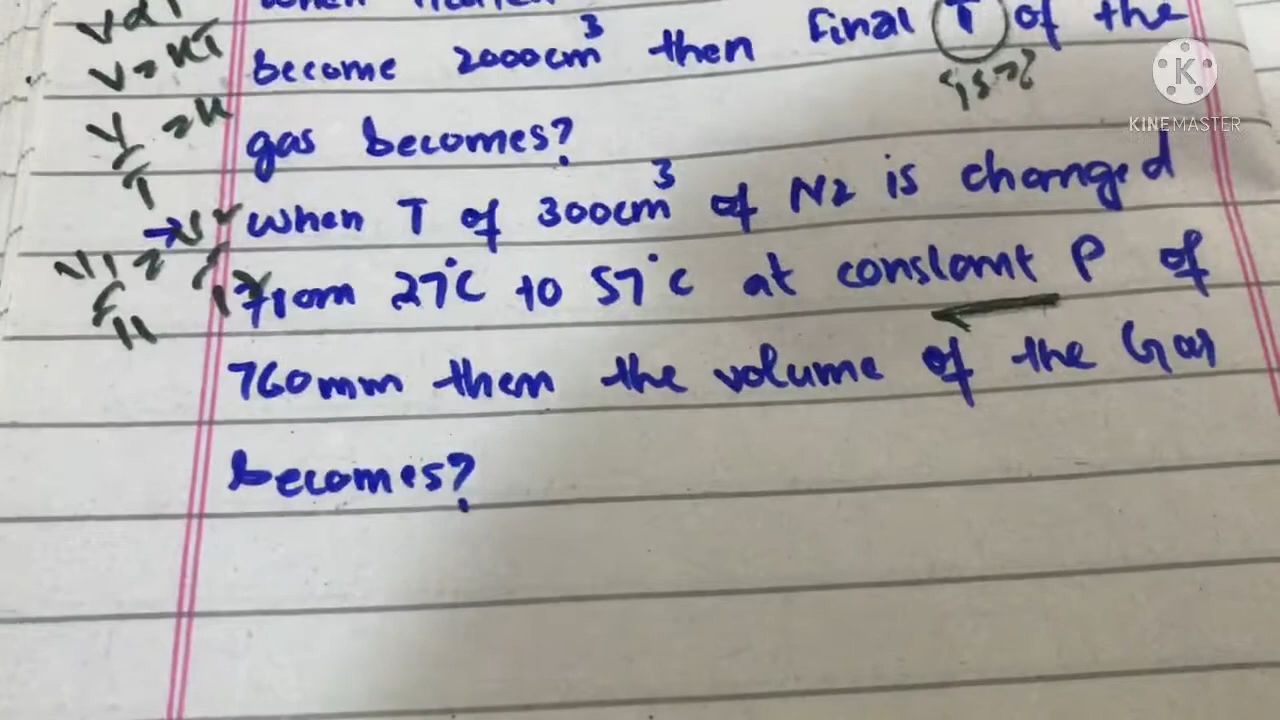 V α T
V = KT
V = K
T
become 2000cm³ then Final T of the
gas becomes?
When T of 300cm³ of N2 is changed
From 27°C to 57°C at constant P of
760mm then the volume of the Gas
becomes?
KINEMASTER